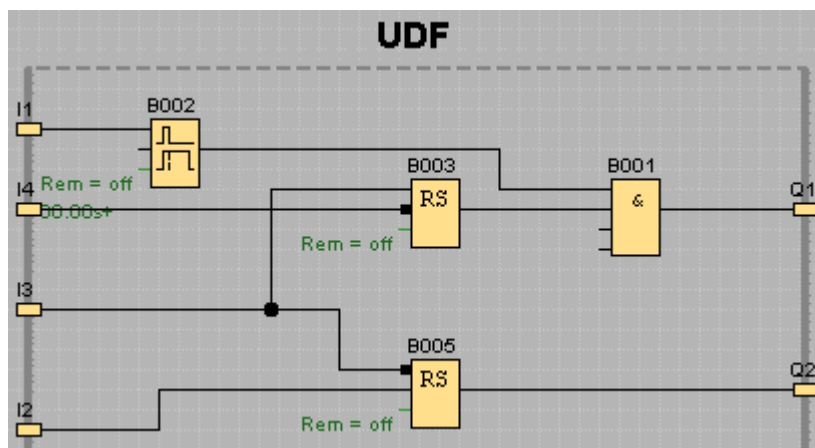 UDF
I1
B002
Rem = off
00.00s+
I4
B003
RS
Rem = off
B001
&
Q1
I3
B005
RS
Rem = off
Q2
I2